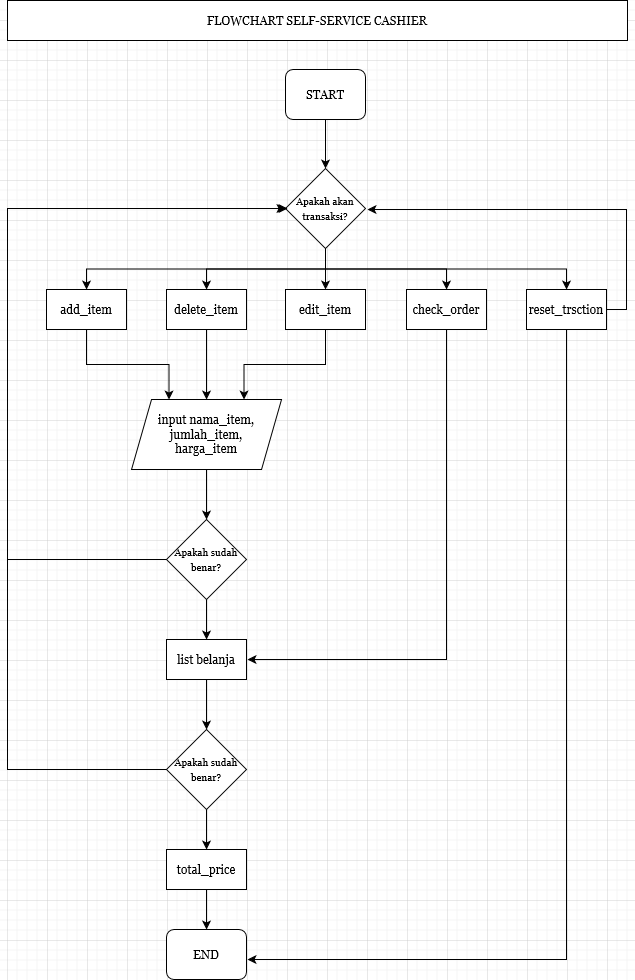 FLOWCHART SELF-SERVICE CASHIER
START
Apakah akan
transaksi?
add_item
delete_item
edit_item
check_order
reset_trsction
input nama_item,
jumlah_item,
harga_item
Apakah sudah
benar?
list belanja
Apakah sudah
benar?
total_price
END